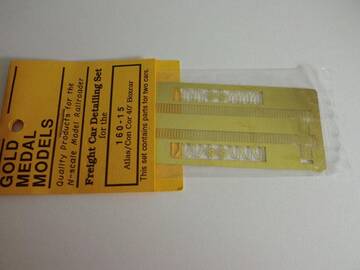 GOLD
MEDAL
MODELS
Quality Products for the
N-scale Model Railroader
Freight Car Detailing Set
for the
160-15
Atlas/Con Cor 40' Boxcar
This set contains parts for two cars.